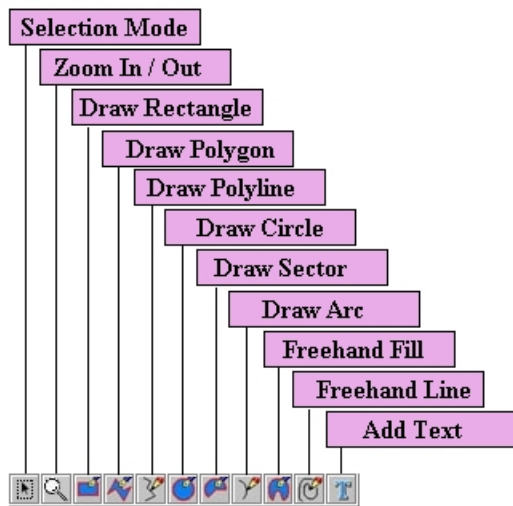 Selection Mode
Zoom In / Out
Draw Rectangle
Draw Polygon
Draw Polyline
Draw Circle
Draw Sector
Draw Arc
Freehand Fill
Freehand Line
Add Text
T